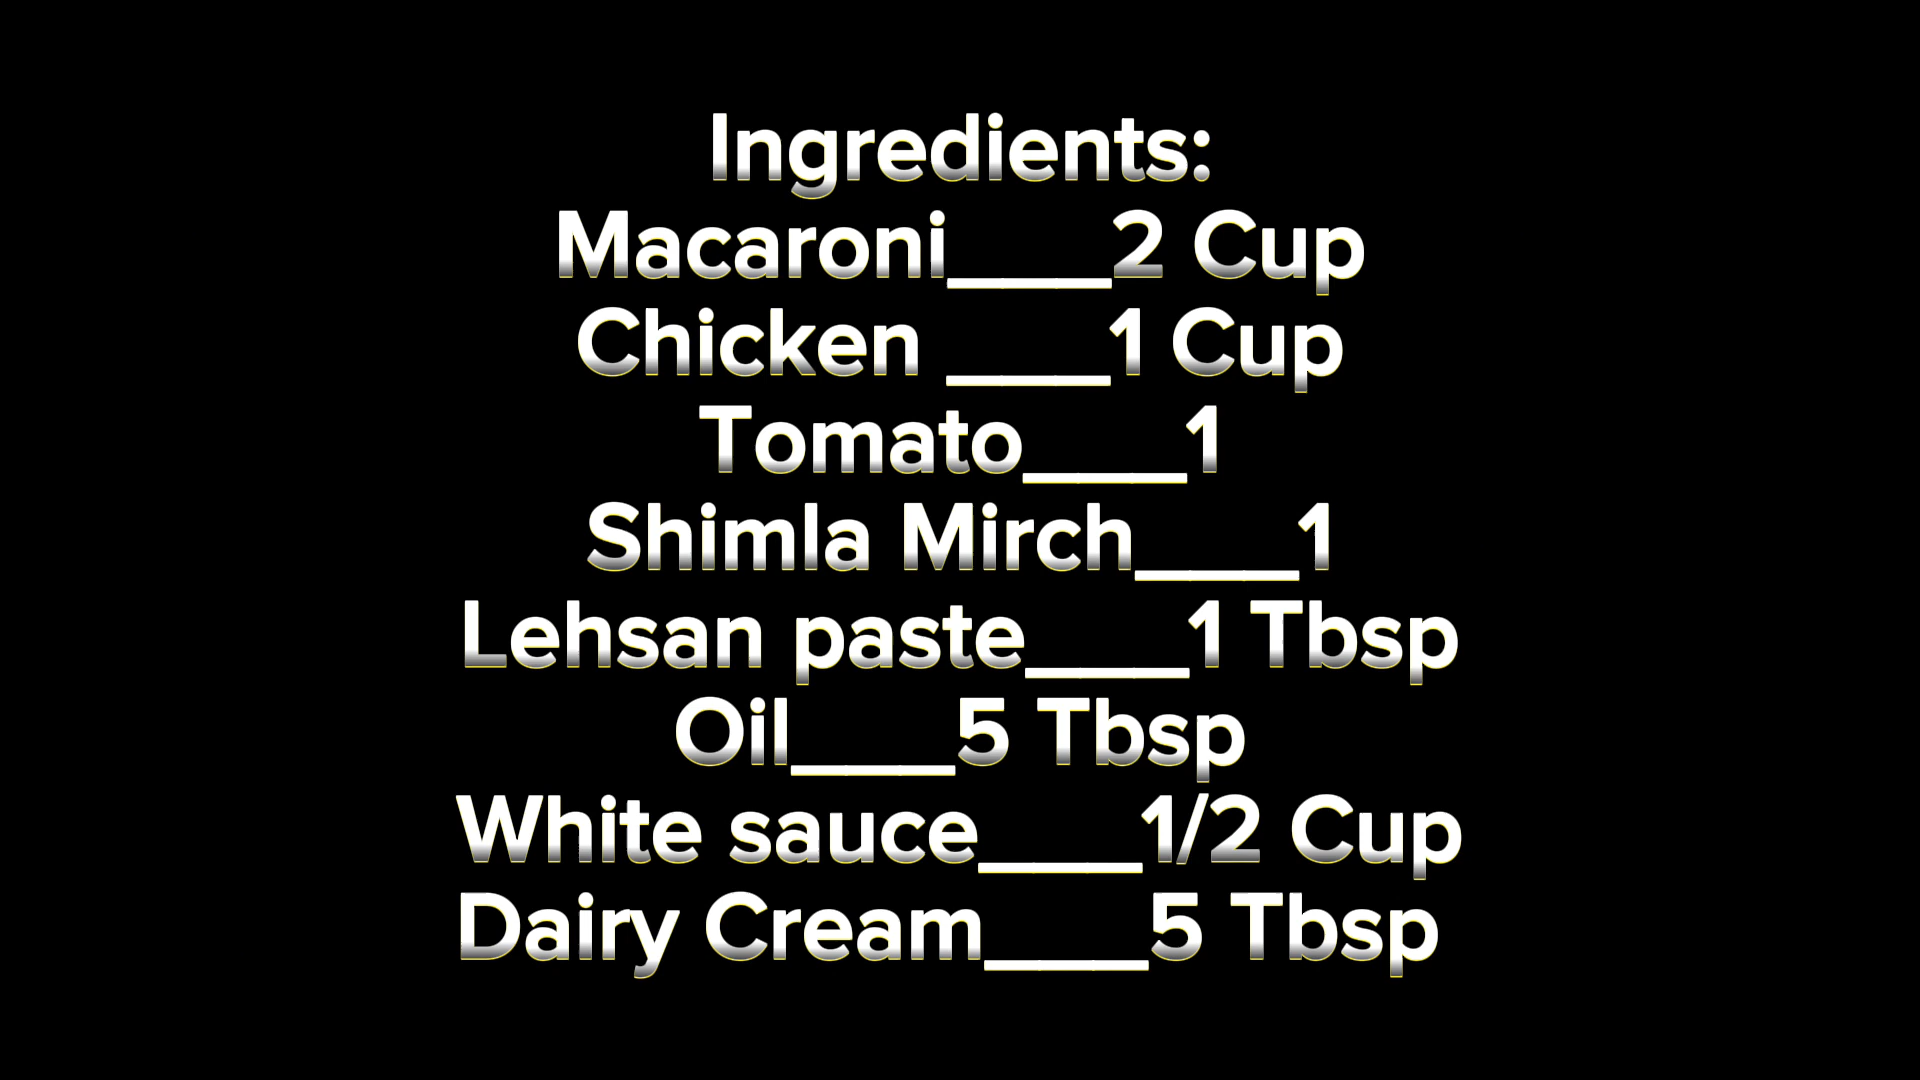 Ingredients:
Macaroni___2 Cup
Chicken ___1 Cup
Tomato___1
Shimla Mirch___1
Lehsan paste___1 Tbsp
Oil___5 Tbsp
White sauce___1/2 Cup
Dairy Cream___5 Tbsp